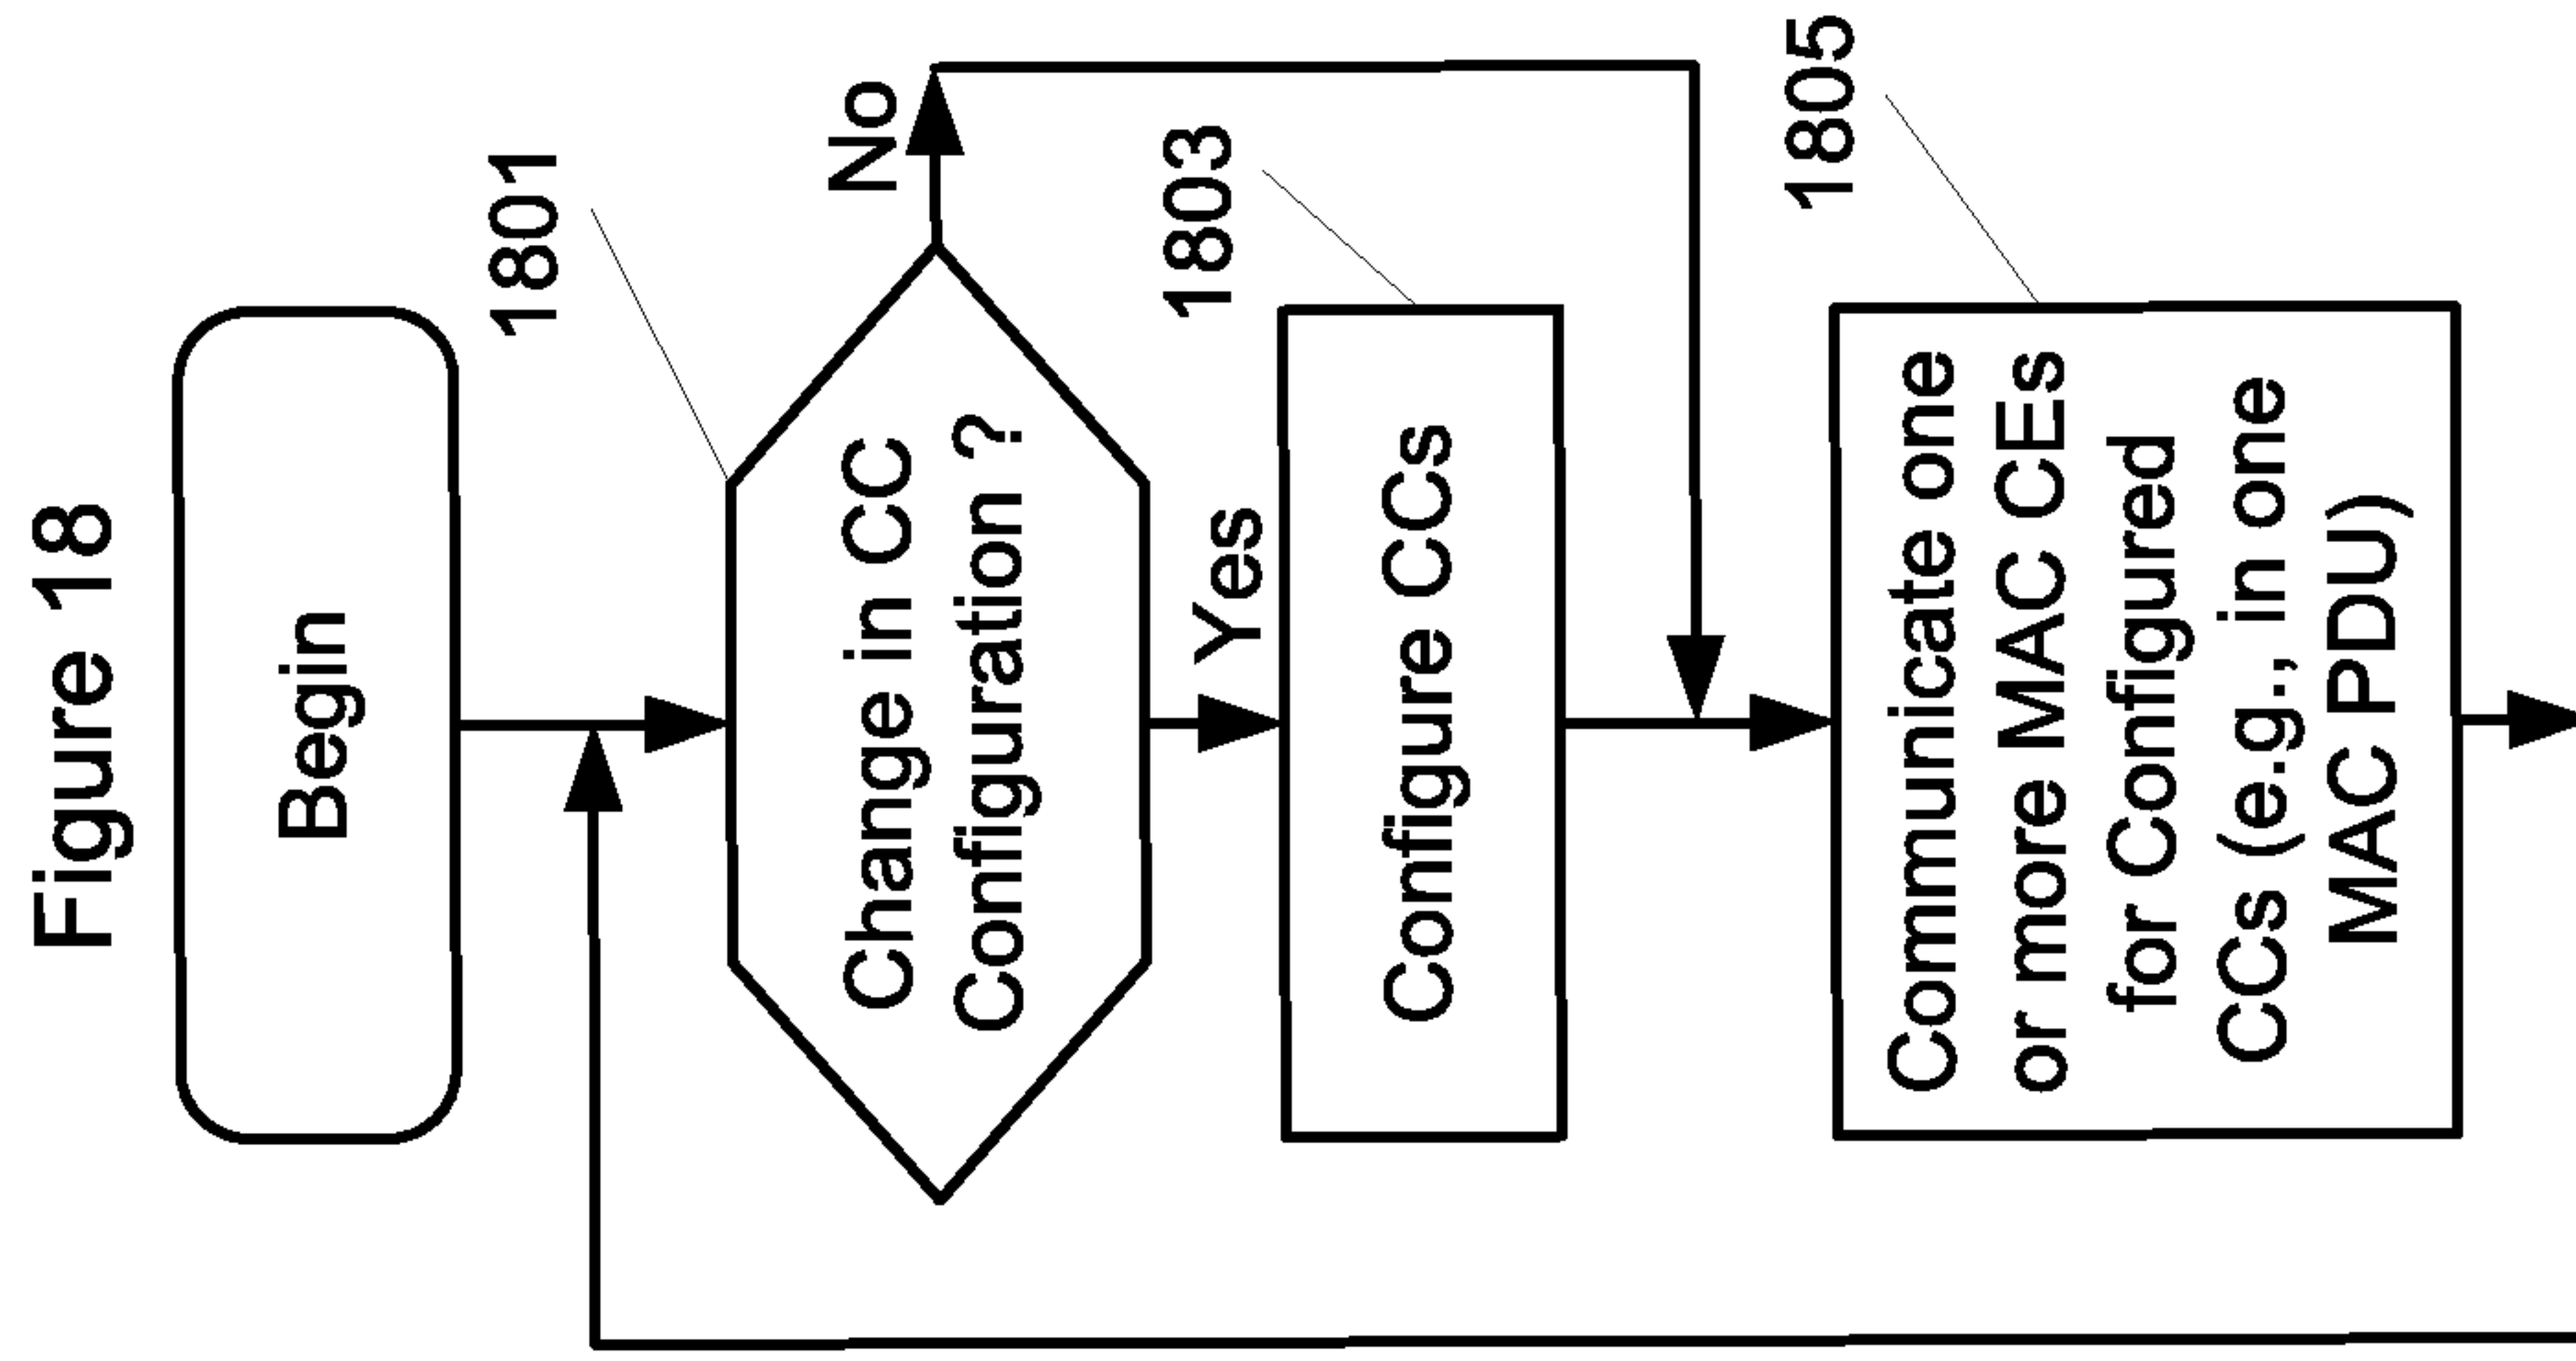 Figure 18
Begin
1801
Change in CC
Configuration ?
No
Yes
1803
Configure CCs
1805
Communicate one
or more MAC CEs
for Configured
CCs (e.g., in one
MAC PDU)